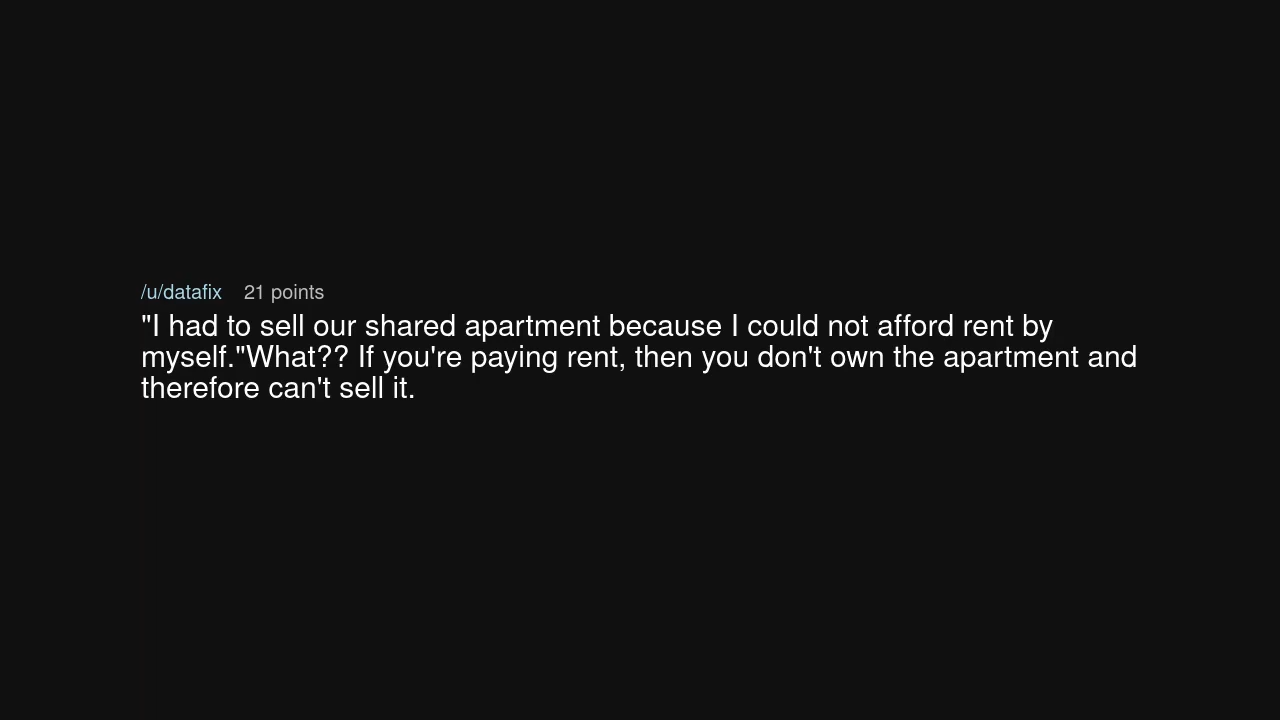 /u/datafix 21 points
"I had to sell our shared apartment because I could not afford rent by
myself."What?? If you're paying rent, then you don't own the apartment and
therefore can't sell it.